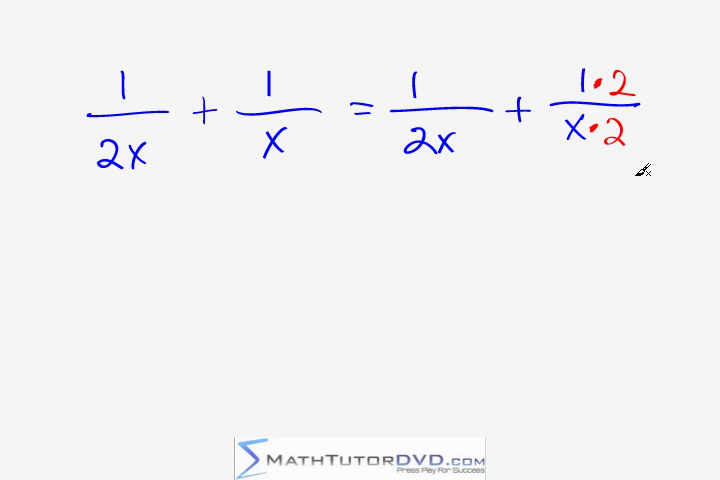 1/2x + 1/x = 1/2x + 1·2/x·2
MathTutorDVD.com
Press Play For Success